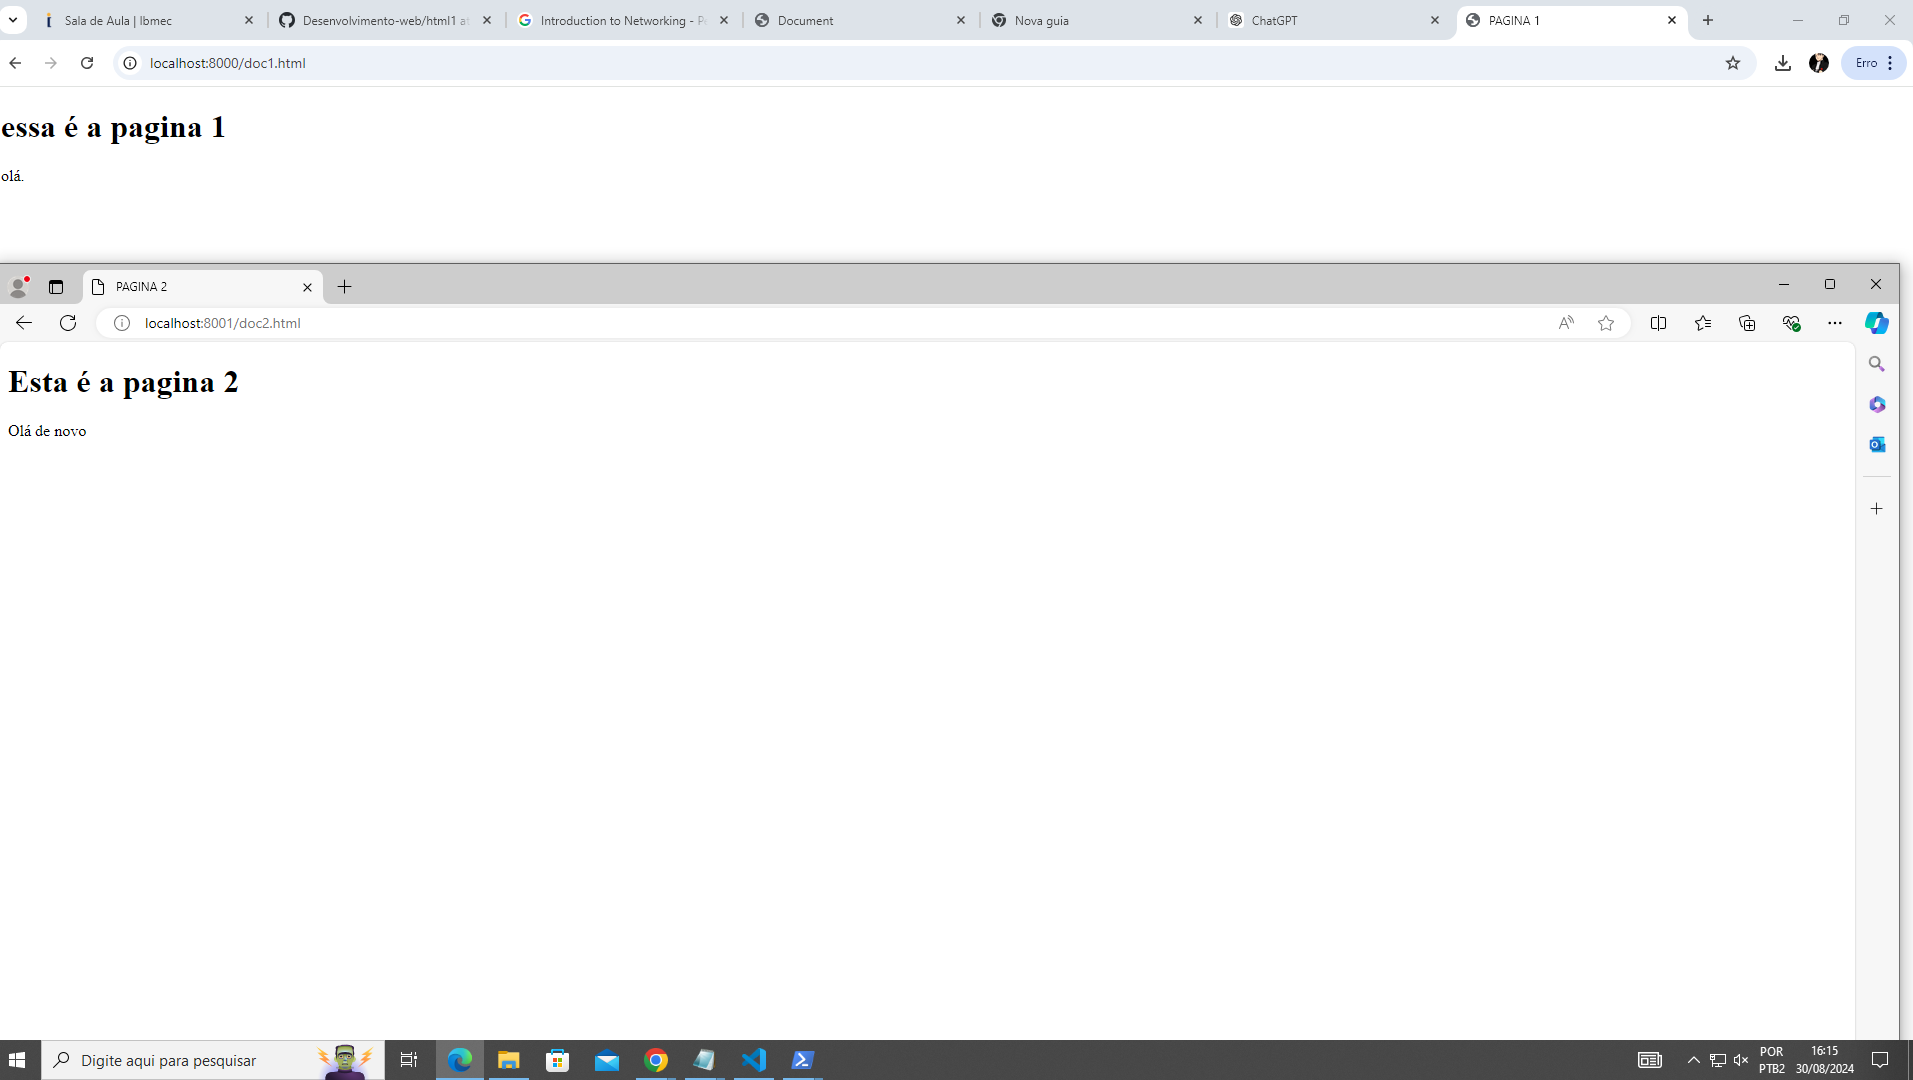 Sala de Aula | Ibmec
Desenvolvimento-web/html1 at
Introduction to Networking - Pe
Document
Nova guia
ChatGPT
PAGINA 1
localhost:8000/doc1.html
Erro
essa é a pagina 1
olá.
PAGINA 2
localhost:8001/doc2.html
Esta é a pagina 2
Olá de novo
Digite aqui para pesquisar
POR
PTB2
16:15
30/08/2024